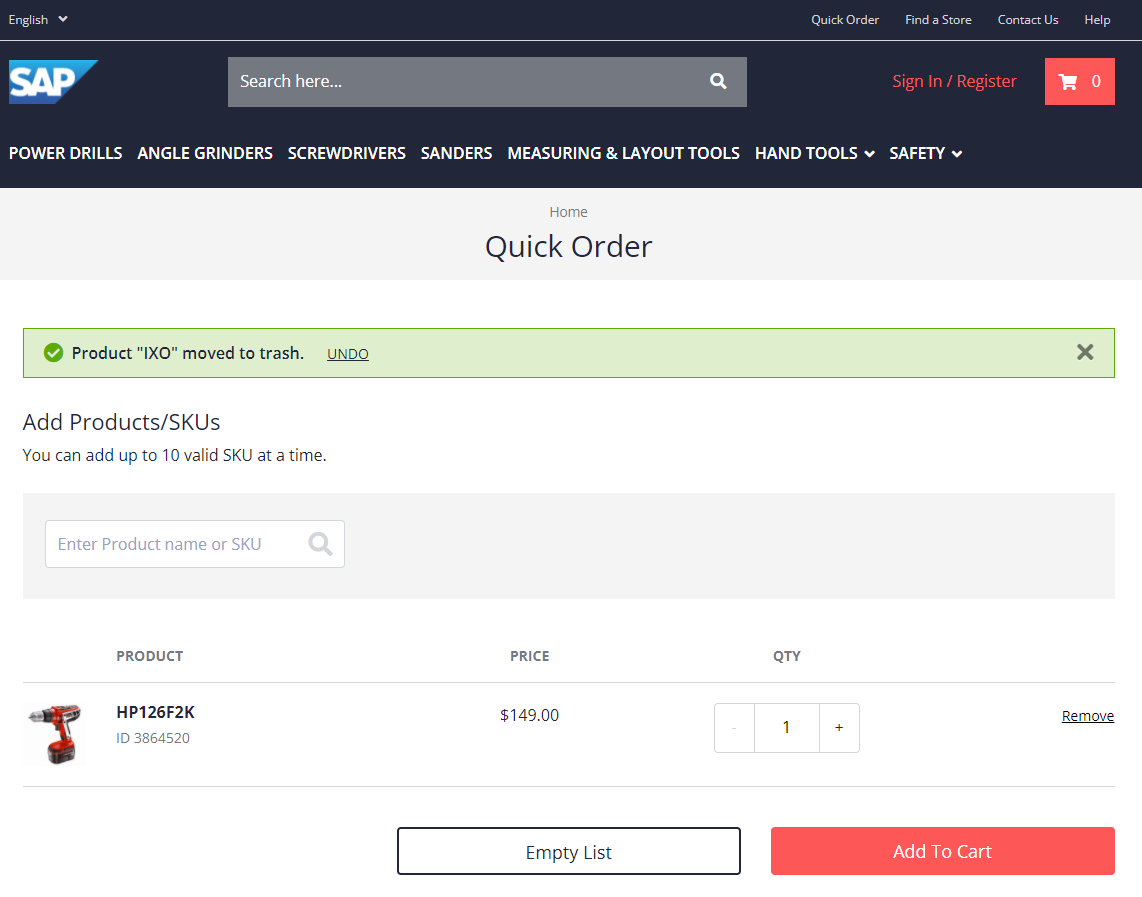 English
Quick Order Find a Store Contact Us Help
SAP
Search here...
Sign In / Register
0
POWER DRILLS ANGLE GRINDERS SCREWDRIVERS SANDERS MEASURING & LAYOUT TOOLS HAND TOOLS SAFETY
Home
Quick Order
Product "IXO" moved to trash. UNDO
Add Products/SKUs
You can add up to 10 valid SKU at a time.
Enter Product name or SKU
PRODUCT PRICE QTY
HP126F2K
ID 3864520
$149.00
- 1 +
Remove
Empty List Add To Cart